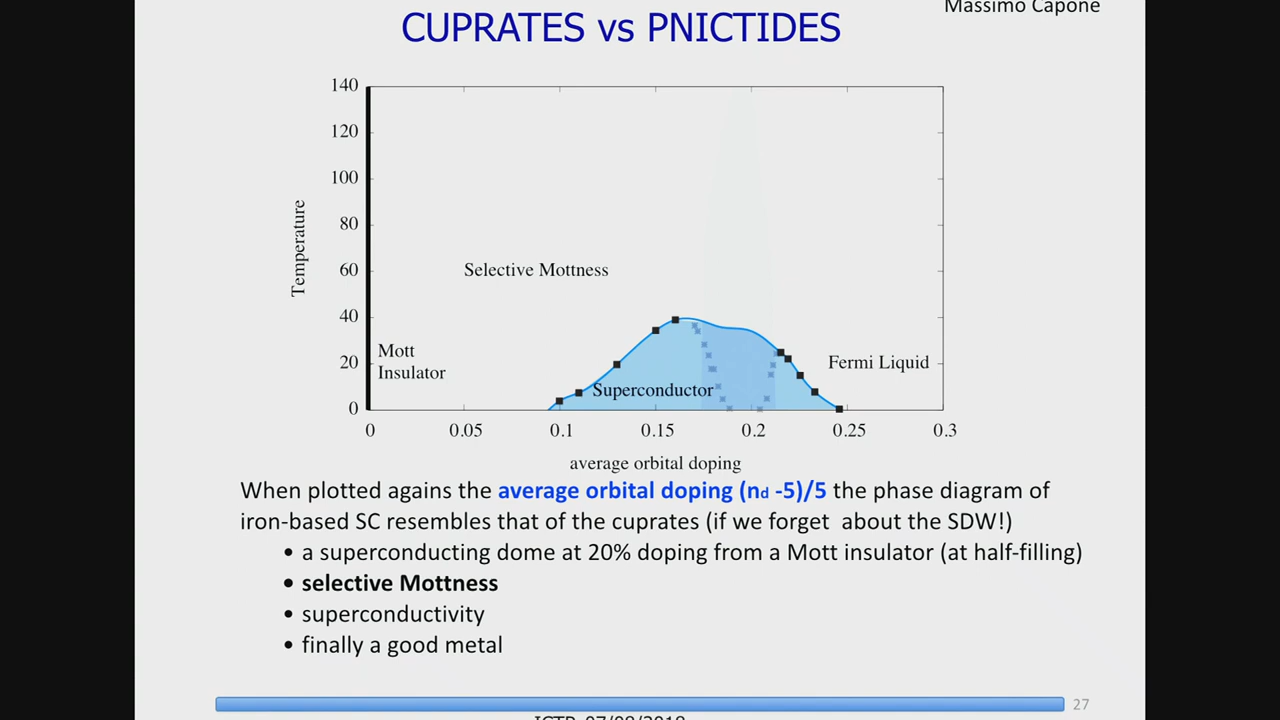 Massimo Capone
CUPRATES vs PNICTIDES
140
120
100
80
60
40
20
0
Temperature
Selective Mottness
Mott
Insulator
Superconductor
Fermi Liquid
0 0.05 0.1 0.15 0.2 0.25 0.3
average orbital doping
When plotted agains the average orbital doping (nd -5)/5 the phase diagram of
iron-based SC resembles that of the cuprates (if we forget about the SDW!)
• a superconducting dome at 20% doping from a Mott insulator (at half-filling)
• selective Mottness
• superconductivity
• finally a good metal
27
ICTP, 07/08/2018